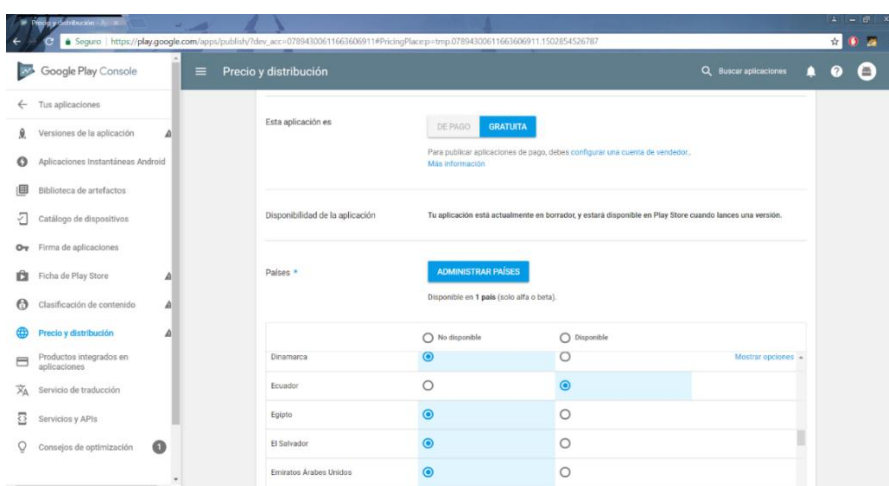 Precio y distribución
Seguro | https://play.google.com/apps/publish/?dev_acc=07894300611663606911#PricingPlace:p=tmp.07894300611663606911.1502854526787
Google Play Console
Precio y distribución
Buscar aplicaciones
Tus aplicaciones
Versiones de la aplicación
Aplicaciones Instantáneas Android
Biblioteca de artefactos
Catálogo de dispositivos
Firma de aplicaciones
Ficha de Play Store
Clasificación de contenido
Precio y distribución
Productos integrados en
aplicaciones
Servicio de traducción
Servicios y APIs
Consejos de optimización 1
Esta aplicación es
DE PAGO GRATUITA
Para publicar aplicaciones de pago, debes configurar una cuenta de vendedor..
Más información
Disponibilidad de la aplicación
Tu aplicación está actualmente en borrador, y estará disponible en Play Store cuando lances una versión.
Países *
ADMINISTRAR PAÍSES
Disponible en 1 país (solo alfa o beta).
No disponible Disponible
Dinamarca Mostrar opciones
Ecuador
Egipto
El Salvador
Emiratos Árabes Unidos